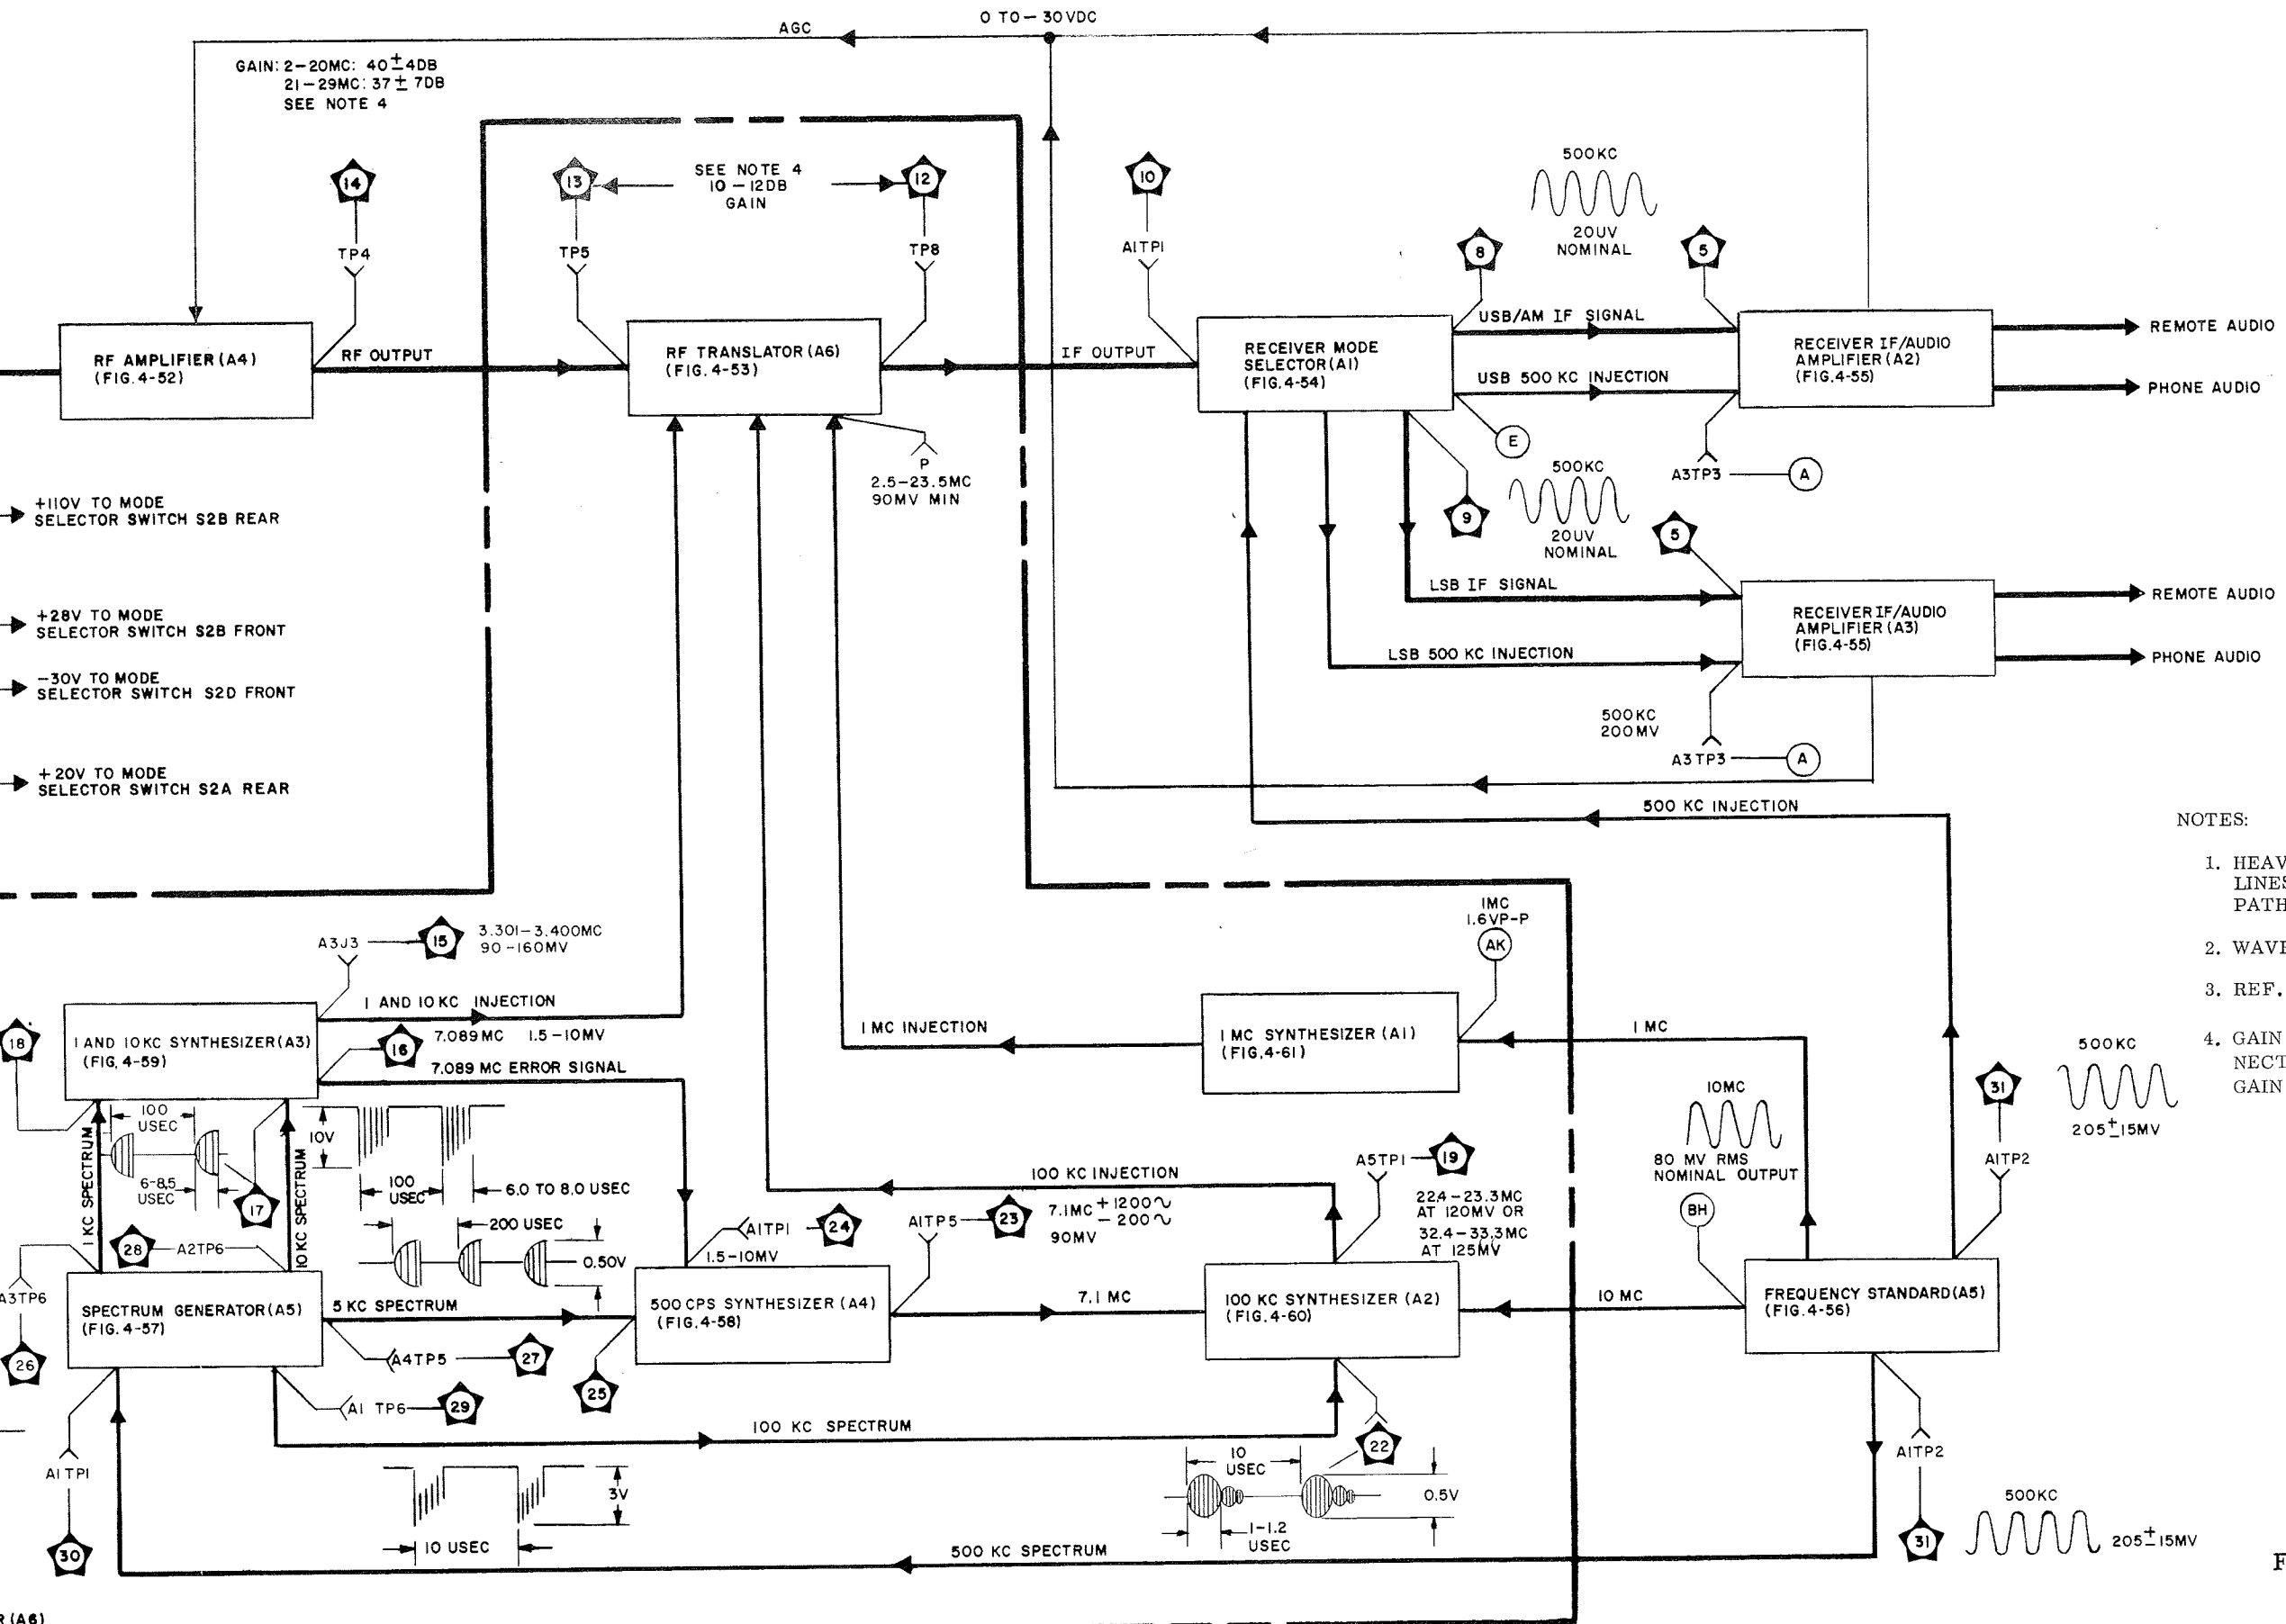 AGC
0 TO - 30VDC
GAIN: 2-20MC: 40±4DB
21-29MC: 37± 7DB
SEE NOTE 4
14
TP4
13
TP5
SEE NOTE 4
10-12DB
GAIN
12
TP8
10
A1TP1
500KC
20UV
NOMINAL
8
5
RF AMPLIFIER (A4)
(FIG. 4-52)
RF OUTPUT
RF TRANSLATOR (A6)
(FIG. 4-53)
IF OUTPUT
RECEIVER MODE
SELECTOR (A1)
(FIG. 4-54)
USB/AM IF SIGNAL
USB 500 KC INJECTION
RECEIVER IF/AUDIO
AMPLIFIER (A2)
(FIG. 4-55)
REMOTE AUDIO
PHONE AUDIO
E
A3TP3
A
P
2.5-23.5MC
90MV MIN
9
500KC
20UV
NOMINAL
5
+110V TO MODE
SELECTOR SWITCH S2B REAR
+28V TO MODE
SELECTOR SWITCH S2B FRONT
-30V TO MODE
SELECTOR SWITCH S2D FRONT
+20V TO MODE
SELECTOR SWITCH S2A REAR
LSB IF SIGNAL
LSB 500 KC INJECTION
RECEIVER IF/AUDIO
AMPLIFIER (A3)
(FIG. 4-55)
REMOTE AUDIO
PHONE AUDIO
500KC
200MV
A3TP3
A
500 KC INJECTION
NOTES:
1. HEAV
LINES
PATH
2. WAVE
3. REF.
4. GAIN
NECT
GAIN
A3J3
15
3.301-3.400MC
90-160MV
1MC
1.6VP-P
AK
18
1 AND 10KC SYNTHESIZER (A3)
(FIG. 4-59)
1 AND 10 KC INJECTION
16
7.089MC 1.5-10MV
7.089 MC ERROR SIGNAL
1 MC INJECTION
1 MC SYNTHESIZER (A1)
(FIG. 4-61)
1 MC
500KC
31
205±15MV
A1TP2
10MC
80 MV RMS
NOMINAL OUTPUT
BH
1 KC SPECTRUM
100
USEC
6-8.5
USEC
17
10 KC SPECTRUM
10V
100
USEC
6.0 TO 8.0 USEC
200 USEC
0.50V
28
A2TP6
100 KC INJECTION
A5TP1
19
22.4-23.3MC
AT 120MV OR
32.4-33.3MC
AT 125MV
A1TP1
24
1.5-10MV
A1TP5
23
7.1MC +1200~
-200~
90MV
A3TP6
26
SPECTRUM GENERATOR (A5)
(FIG. 4-57)
5 KC SPECTRUM
500 CPS SYNTHESIZER (A4)
(FIG. 4-58)
7.1 MC
100 KC SYNTHESIZER (A2)
(FIG. 4-60)
10 MC
FREQUENCY STANDARD (A5)
(FIG. 4-56)
A4TP5
27
25
A1 TP6
29
100 KC SPECTRUM
22
A1TP1
30
3V
10 USEC
10
USEC
0.5V
1-1.2
USEC
A1TP2
31
500KC
205±15MV
500 KC SPECTRUM
F
R (A6)